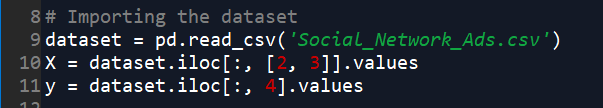 8 # Importing the dataset
9 dataset = pd.read_csv('Social_Network_Ads.csv')
10 X = dataset.iloc[:, [2, 3]].values
11 y = dataset.iloc[:, 4].values